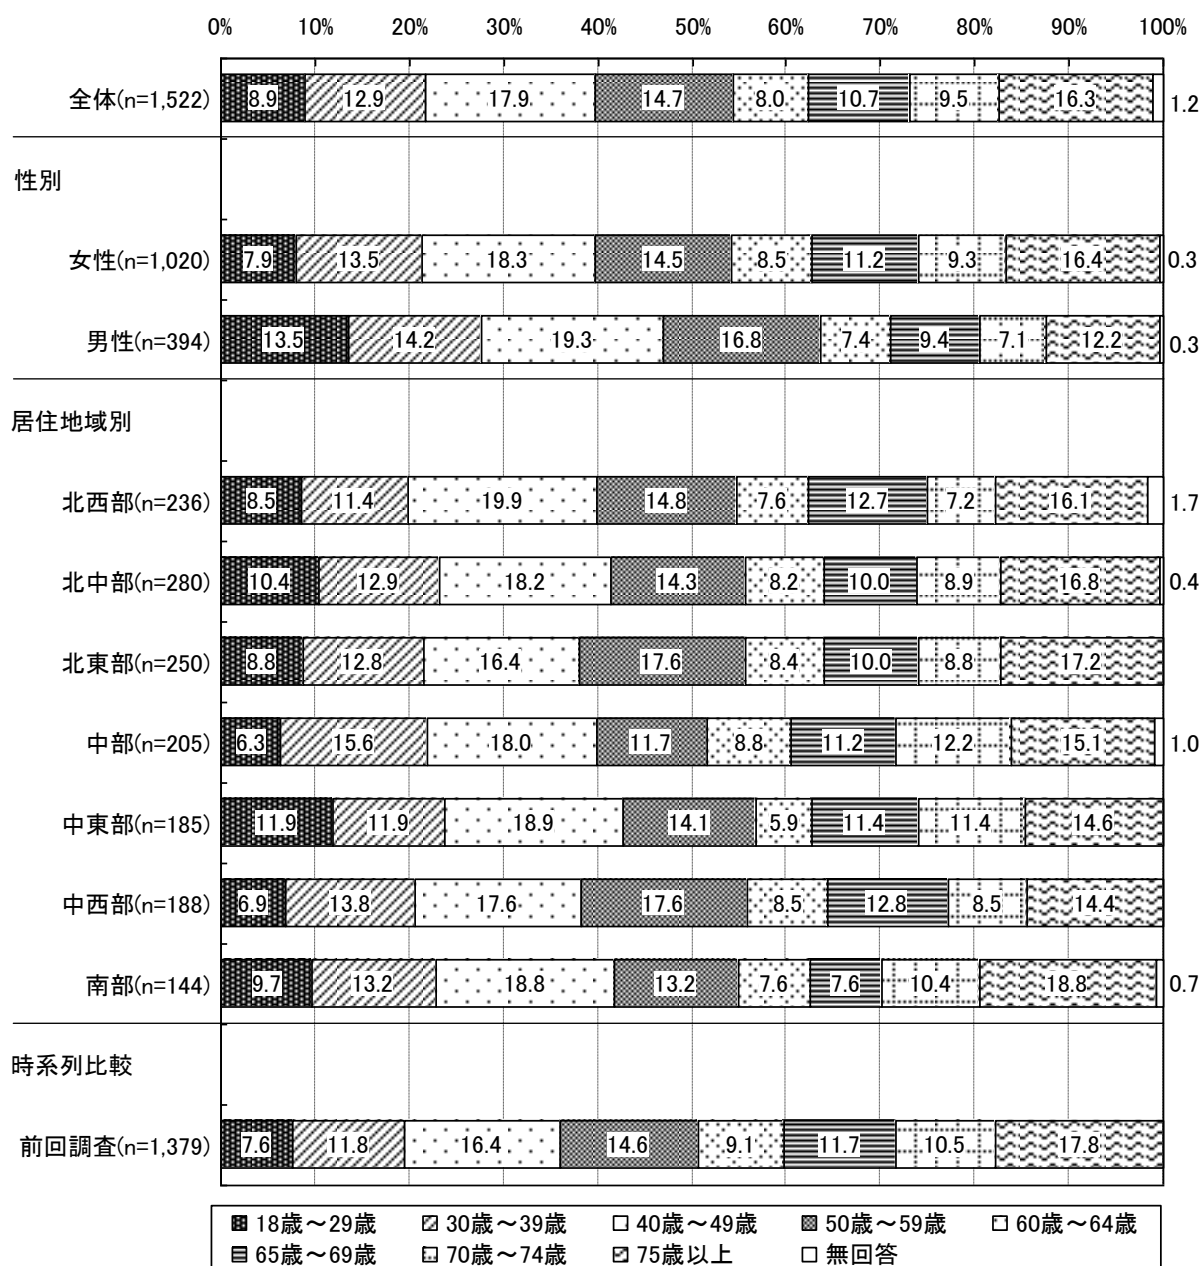 0% 10% 20% 30% 40% 50% 60% 70% 80% 90% 100%
全体(n=1,522) 8.9 12.9 17.9 14.7 8.0 10.7 9.5 16.3 1.2
性別
女性(n=1,020) 7.9 13.5 18.3 14.5 8.5 11.2 9.3 16.4 0.3
男性(n=394) 13.5 14.2 19.3 16.8 7.4 9.4 7.1 12.2 0.3
居住地域別
北西部(n=236) 8.5 11.4 19.9 14.8 7.6 12.7 7.2 16.1 1.7
北中部(n=280) 10.4 12.9 18.2 14.3 8.2 10.0 8.9 16.8 0.4
北東部(n=250) 8.8 12.8 16.4 17.6 8.4 10.0 8.8 17.2
中部(n=205) 6.3 15.6 18.0 11.7 8.8 11.2 12.2 15.1 1.0
中東部(n=185) 11.9 11.9 18.9 14.1 5.9 11.4 11.4 14.6
中西部(n=188) 6.9 13.8 17.6 17.6 8.5 12.8 8.5 14.4
南部(n=144) 9.7 13.2 18.8 13.2 7.6 7.6 10.4 18.8 0.7
時系列比較
前回調査(n=1,379) 7.6 11.8 16.4 14.6 9.1 11.7 10.5 17.8
18歳～29歳 30歳～39歳 40歳～49歳 50歳～59歳 60歳～64歳
65歳～69歳 70歳～74歳 75歳以上 無回答